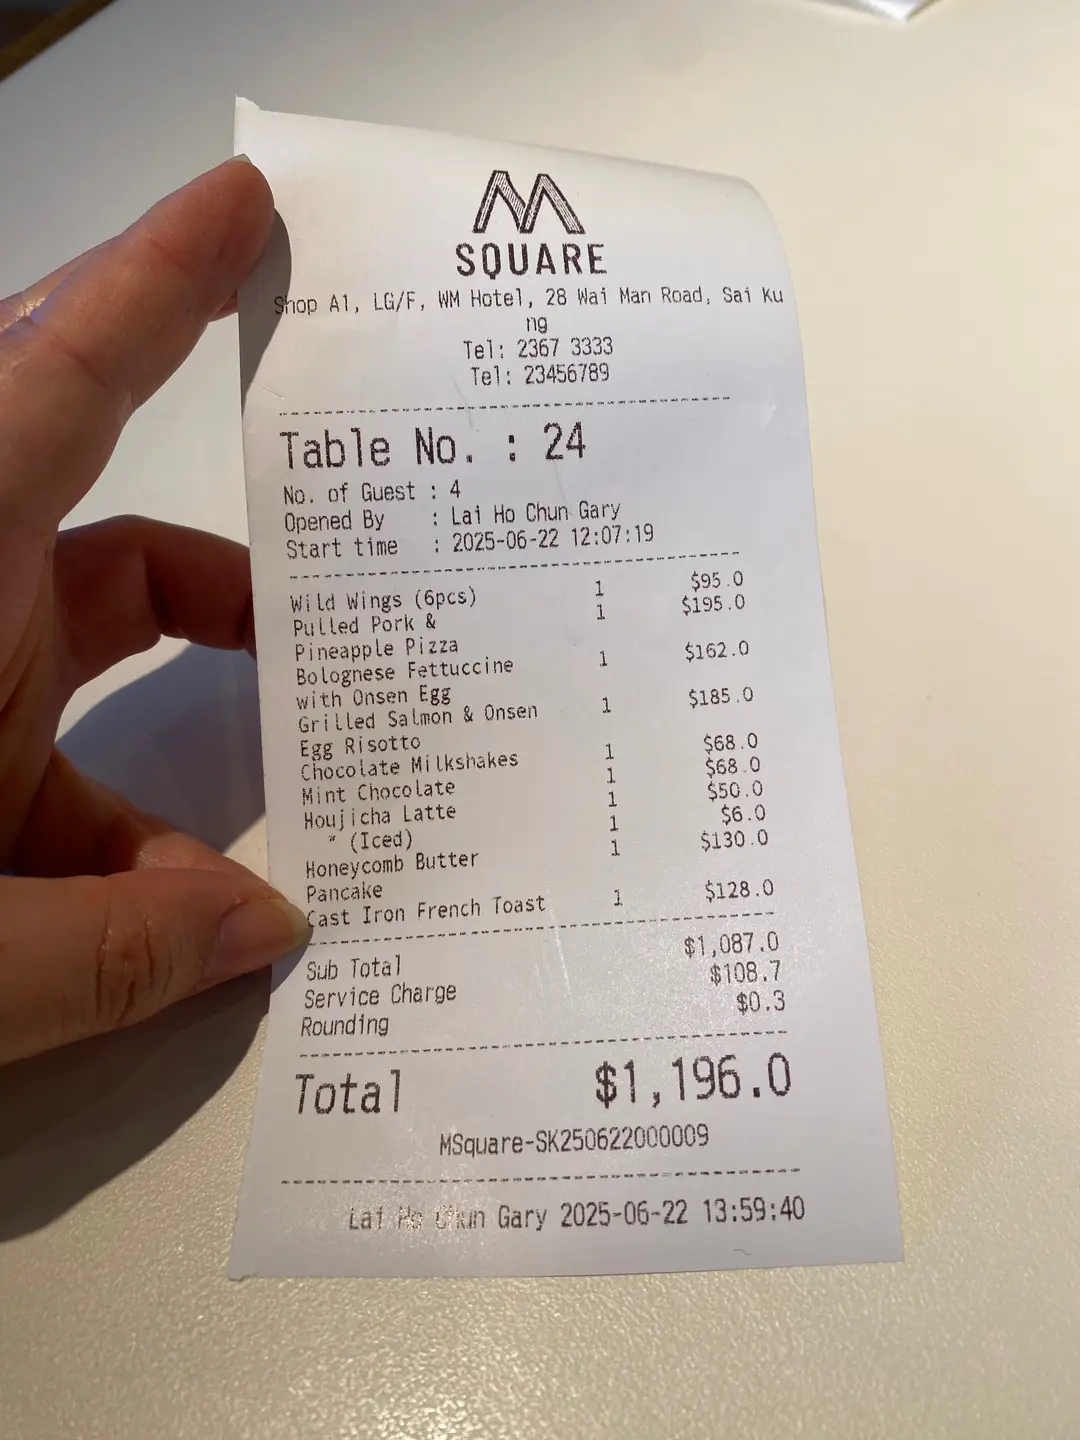 M
SQUARE
Shop A1, LG/F, WM Hotel, 28 Wai Man Road, Sai Ku
ng
Tel: 2367 3333
Tel: 23456789
Table No. : 24
No. of Guest : 4
Opened By : Lai Ho Chun Gary
Start time : 2025-06-22 12:07:19
Wild Wings (6pcs) 1 $95.0
Pulled Pork & 1 $195.0
Pineapple Pizza
Bolognese Fettuccine 1 $162.0
with Onsen Egg
Grilled Salmon & Onsen 1 $185.0
Egg Risotto
Chocolate Milkshakes 1 $68.0
Mint Chocolate 1 $68.0
Houjicha Latte 1 $50.0
* (Iced) 1 $6.0
Honeycomb Butter 1 $130.0
Pancake
Cast Iron French Toast 1 $128.0
Sub Total $1,087.0
Service Charge $108.7
Rounding $0.3
Total $1,196.0
MSquare-SK250622000009
Lai Ho Chun Gary 2025-06-22 13:59:40